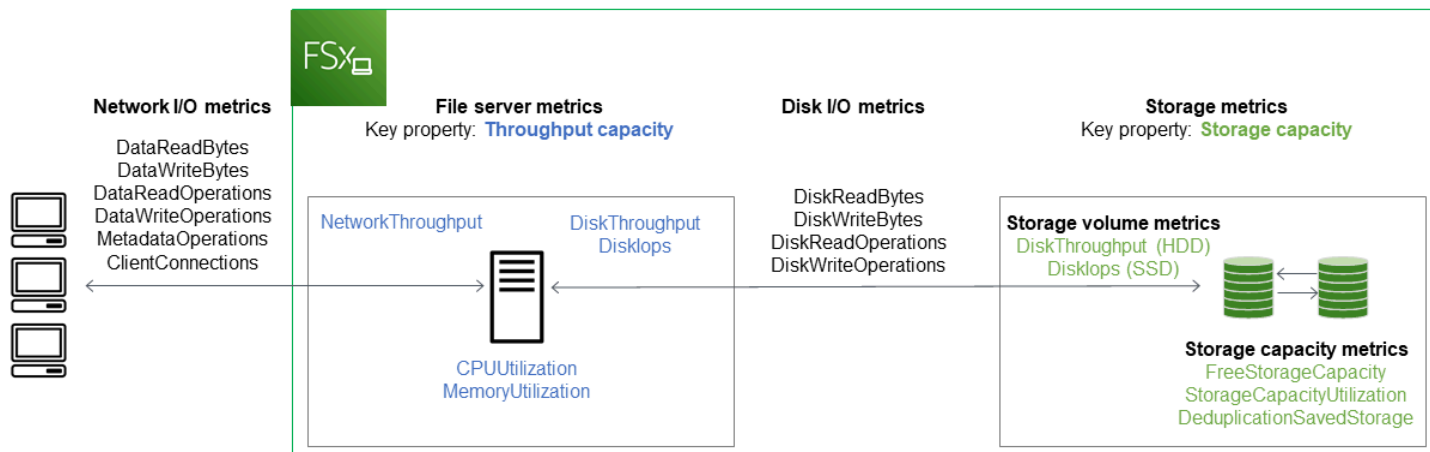 FSx
Network I/O metrics
DataReadBytes
DataWriteBytes
DataReadOperations
DataWriteOperations
MetadataOperations
ClientConnections
File server metrics
Key property: Throughput capacity
NetworkThroughput
DiskThroughput
DiskIops
CPUUtilization
MemoryUtilization
Disk I/O metrics
DiskReadBytes
DiskWriteBytes
DiskReadOperations
DiskWriteOperations
Storage metrics
Key property: Storage capacity
Storage volume metrics
DiskThroughput (HDD)
DiskIops (SSD)
Storage capacity metrics
FreeStorageCapacity
StorageCapacityUtilization
DeduplicationSavedStorage